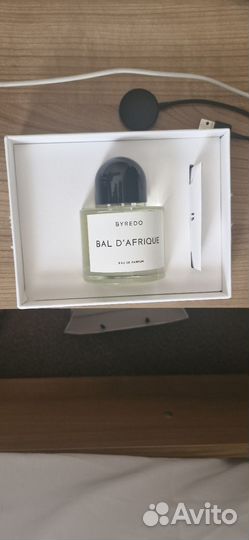 BYREDO
BAL D'AFRIQUE
EAU DE PARFUM
Avito